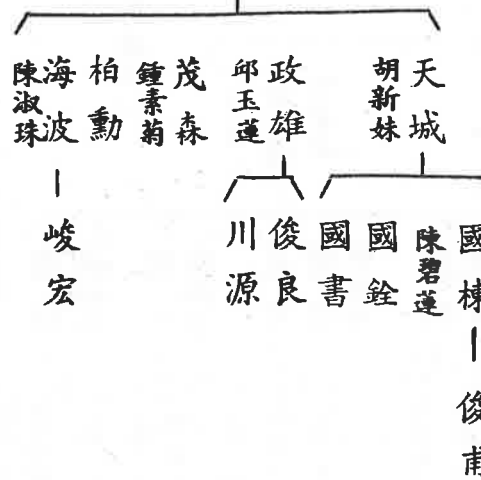 天城
胡新妹
政雄
邱玉蓮
茂森
鍾素菊
柏勳
海波
陳淑珠
國棟
陳碧蓮
國銓
國書
俊良
川源
峻宏
俊甫